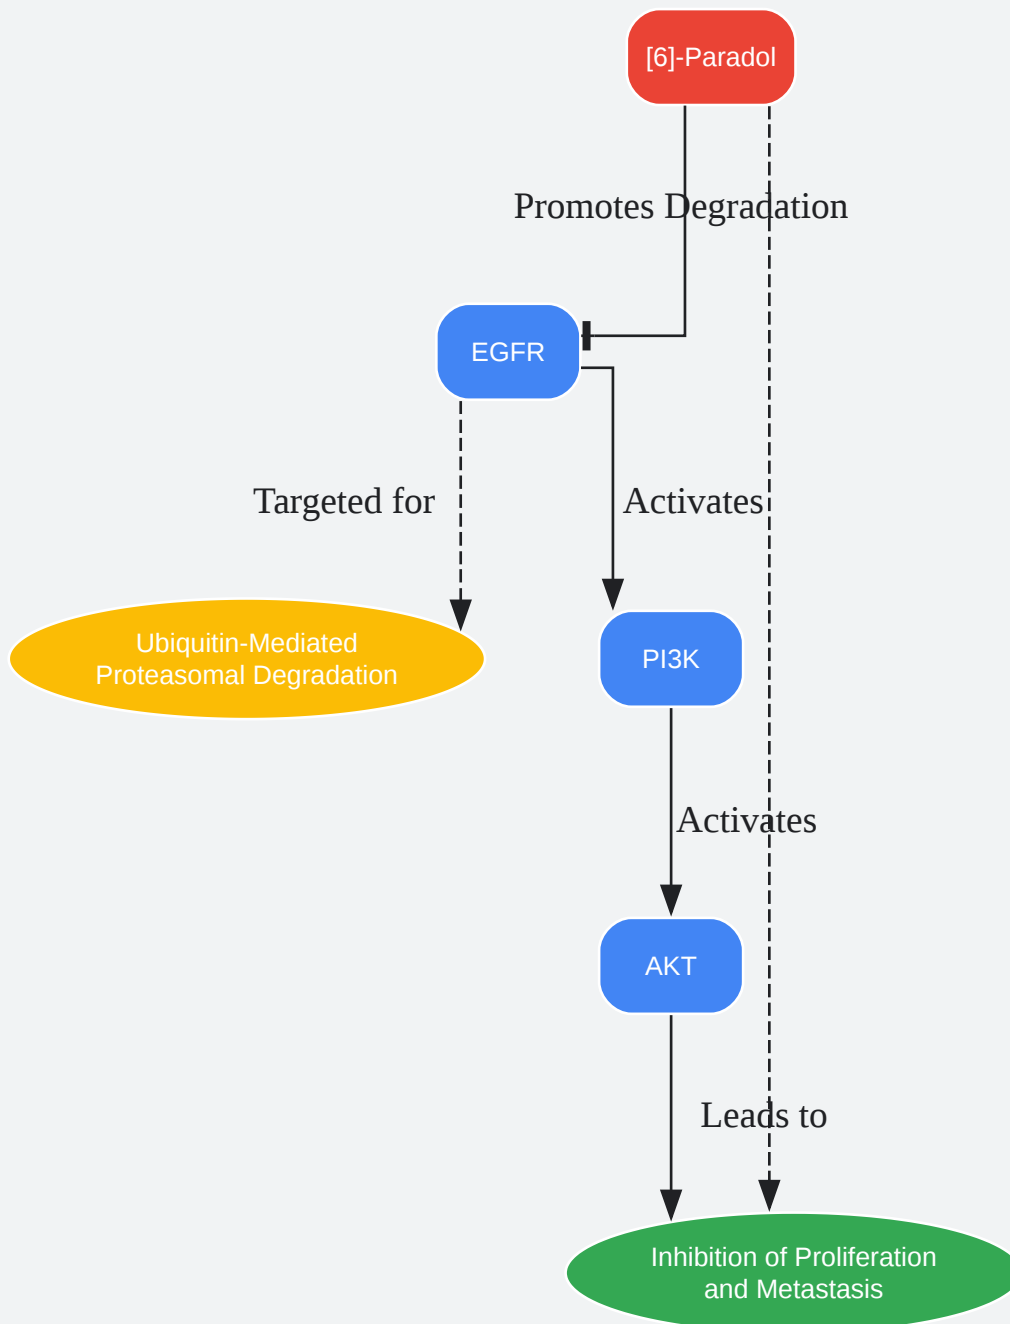 [6]-Paradol
Promotes Degradation
EGFR
Targeted for
Activates
Ubiquitin-Mediated
Proteasomal Degradation
PI3K
Activates
AKT
Leads to
Inhibition of Proliferation
and Metastasis